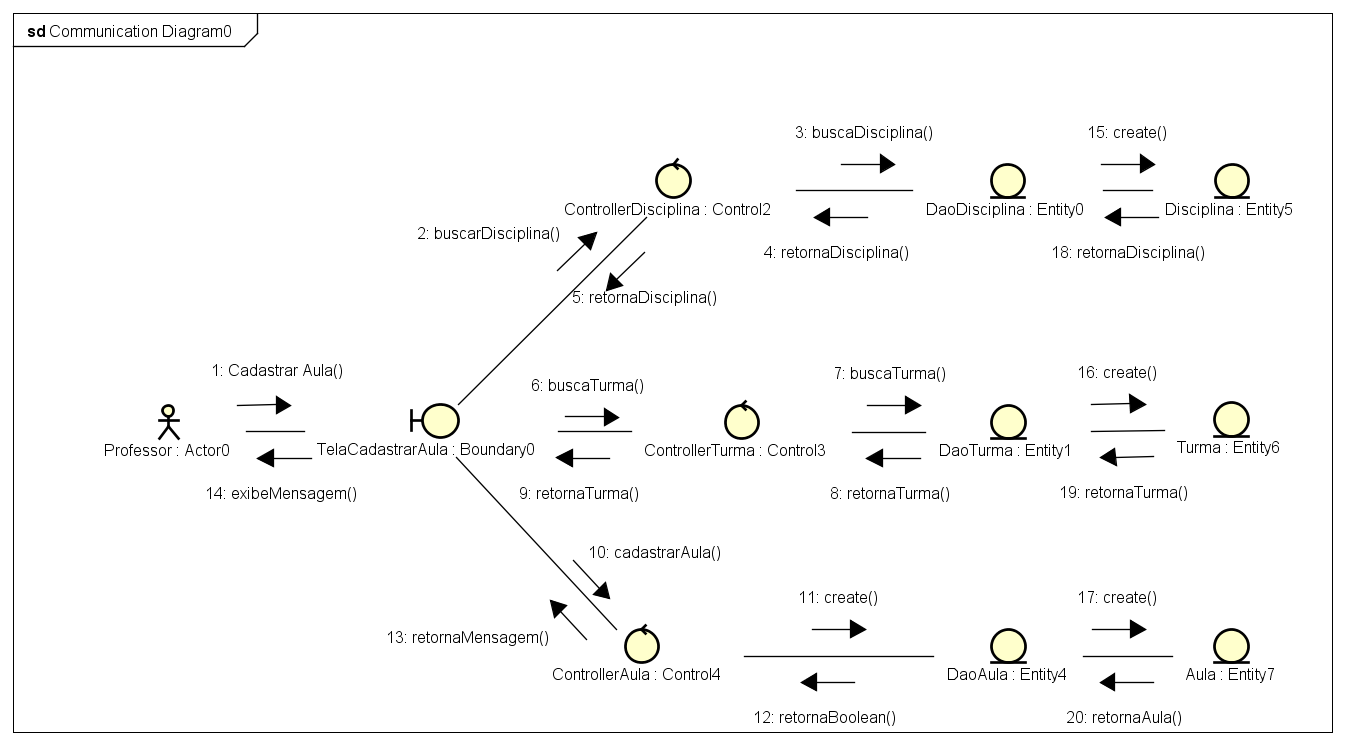 sd Communication Diagram0
3: buscaDisciplina()
15: create()
ControllerDisciplina : Control2
DaoDisciplina : Entity0
Disciplina : Entity5
2: buscarDisciplina()
4: retornaDisciplina()
18: retornaDisciplina()
5: retornaDisciplina()
1: Cadastrar Aula()
6: buscaTurma()
7: buscaTurma()
16: create()
Professor : Actor0
TelaCadastrarAula : Boundary0
ControllerTurma : Control3
DaoTurma : Entity1
Turma : Entity6
14: exibeMensagem()
9: retornaTurma()
8: retornaTurma()
19: retornaTurma()
10: cadastrarAula()
11: create()
17: create()
13: retornaMensagem()
ControllerAula : Control4
DaoAula : Entity4
Aula : Entity7
12: retornaBoolean()
20: retornaAula()